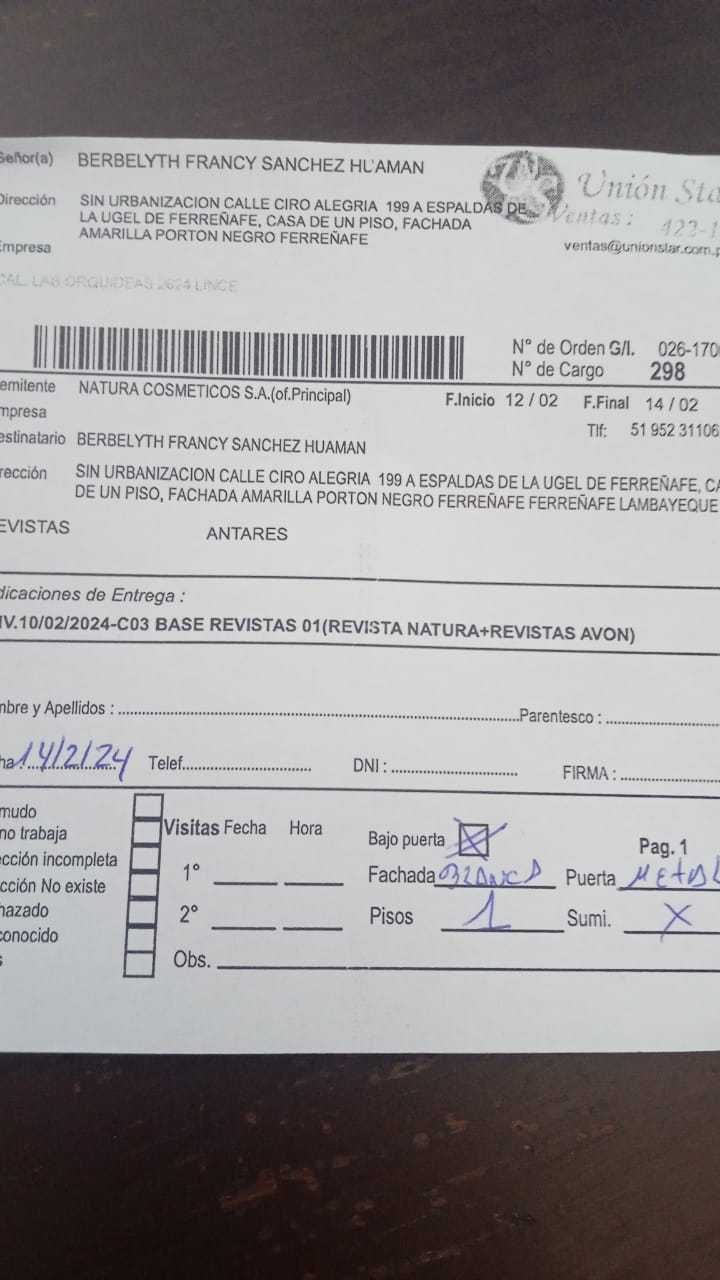 Señor(a) BERBELYTH FRANCY SANCHEZ HUAMAN
Dirección SIN URBANIZACION CALLE CIRO ALEGRIA 199 A ESPALDAS DE
LA UGEL DE FERREÑAFE, CASA DE UN PISO, FACHADA
AMARILLA PORTON NEGRO FERREÑAFE
Empresa
Unión Sta
Ventas : 422-1
ventas@unionstar.com.p
CAL. LAS ORQUIDEAS 2624 LINCE
N° de Orden G/I. 026-170
N° de Cargo 298
emitente NATURA COSMETICOS S.A.(of.Principal)
mpresa
F.Inicio 12 / 02 F.Final 14 / 02
Tlf: 51 952 31106
estinatario BERBELYTH FRANCY SANCHEZ HUAMAN
rección SIN URBANIZACION CALLE CIRO ALEGRIA 199 A ESPALDAS DE LA UGEL DE FERREÑAFE, CA
DE UN PISO, FACHADA AMARILLA PORTON NEGRO FERREÑAFE FERREÑAFE LAMBAYEQUE
EVISTAS ANTARES
dicaciones de Entrega :
IV.10/02/2024-C03 BASE REVISTAS 01(REVISTA NATURA+REVISTAS AVON)
mbre y Apellidos : Parentesco :
ha 14/2/24 Telef. DNI : FIRMA :
mudo
no trabaja
ección incompleta
cción No existe
hazado
conocido
s
Visitas Fecha Hora
1°
2°
Obs.
Bajo puerta X
Pag. 1
Fachada BLANCA Puerta METAL
Pisos 1 Sumi. X